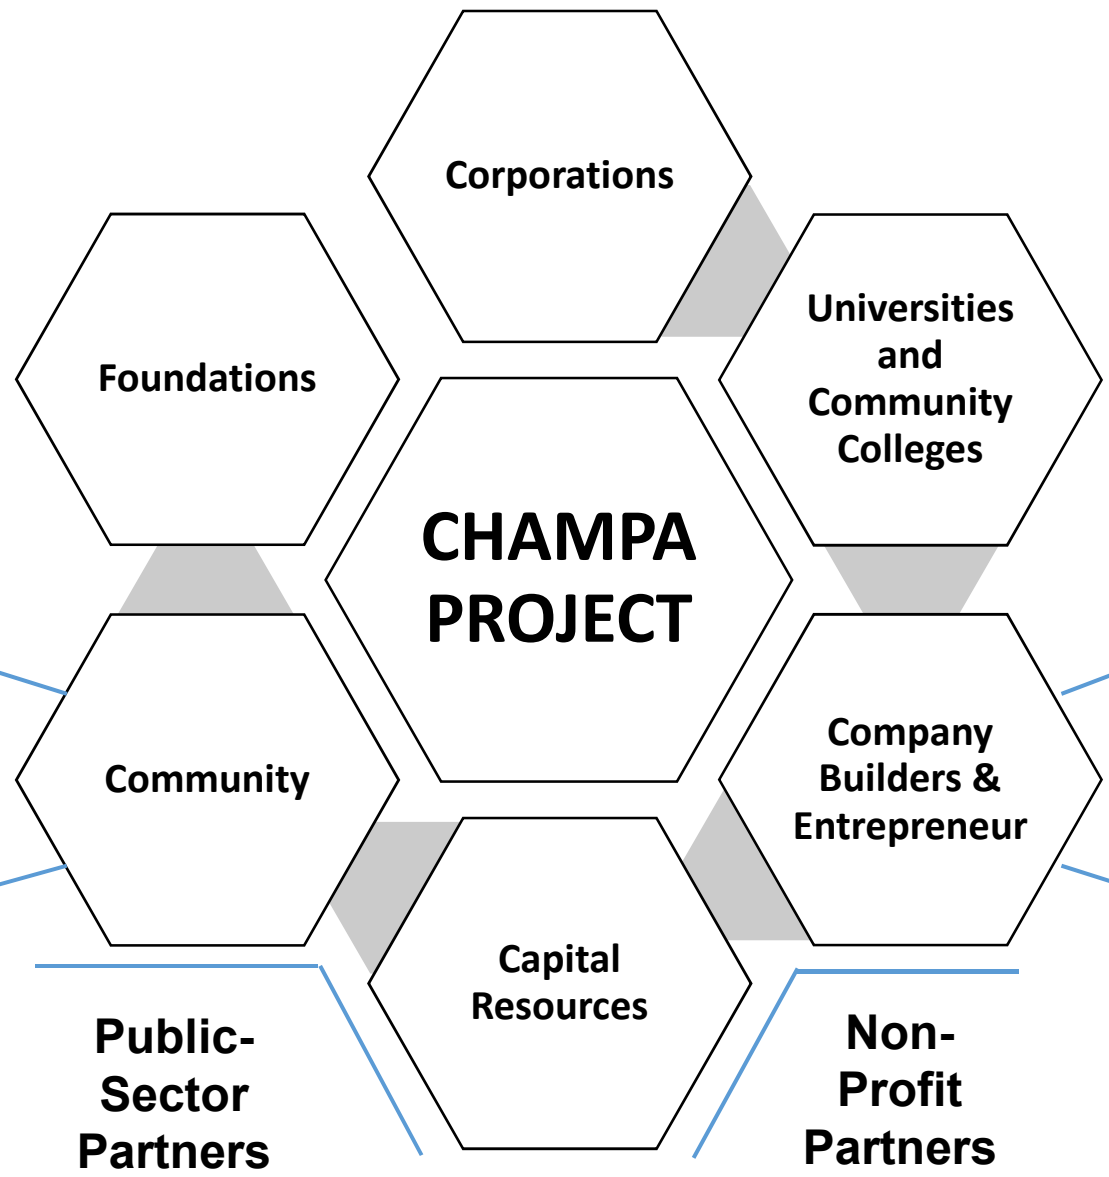 Corporations
Foundations
Universities
and
Community
Colleges
CHAMPA
PROJECT
Community
Company
Builders &
Entrepreneur
Capital
Resources
Public-
Sector
Partners
Non-
Profit
Partners